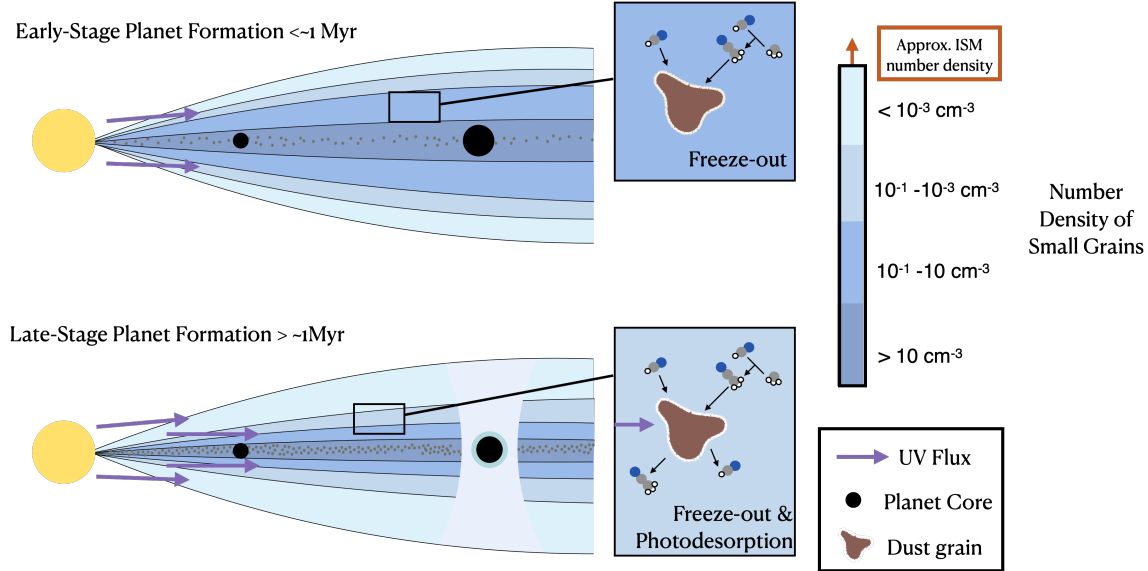 Early-Stage Planet Formation <~1 Myr
Freeze-out
Approx. ISM
number density
< 10-3 cm-3
10-1 -10-3 cm-3
10-1 -10 cm-3
> 10 cm-3
Number
Density of
Small Grains
Late-Stage Planet Formation > ~1Myr
Freeze-out &
Photodesorption
UV Flux
Planet Core
Dust grain